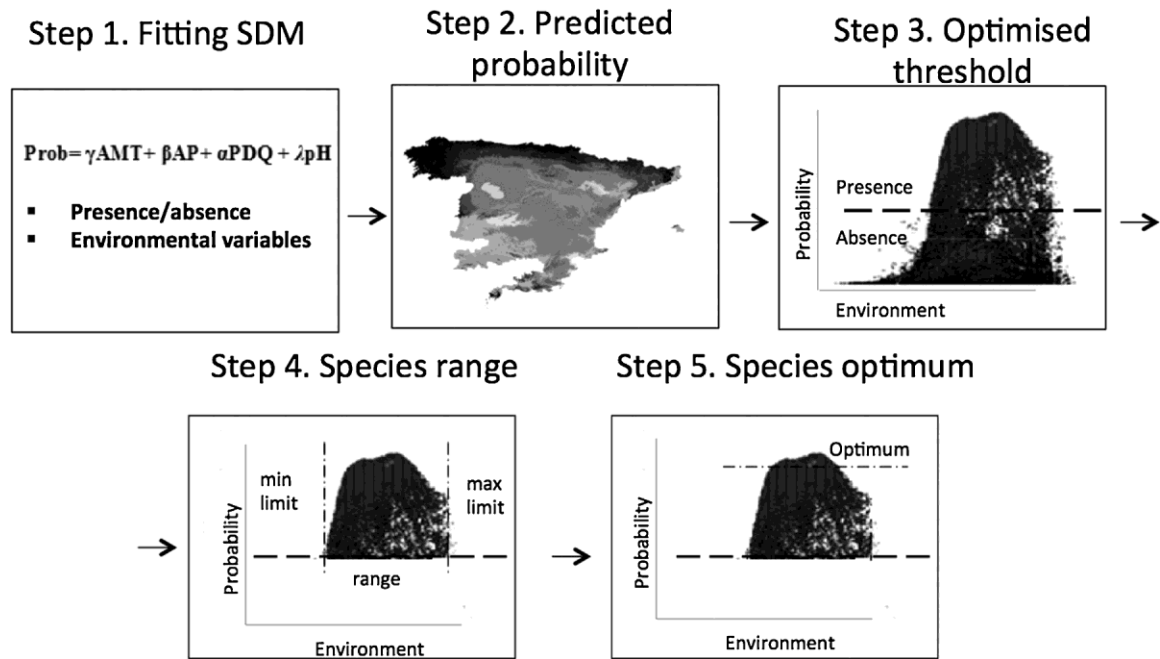 Step 1. Fitting SDM
Prob= γAMT+ βAP+ αPDQ + λpH
▪ Presence/absence
▪ Environmental variables
Step 2. Predicted
probability
Step 3. Optimised
threshold
Probability
Presence
Absence
Environment
Step 4. Species range
Probability
min
limit
max
limit
range
Environment
Step 5. Species optimum
Probability
Optimum
Environment